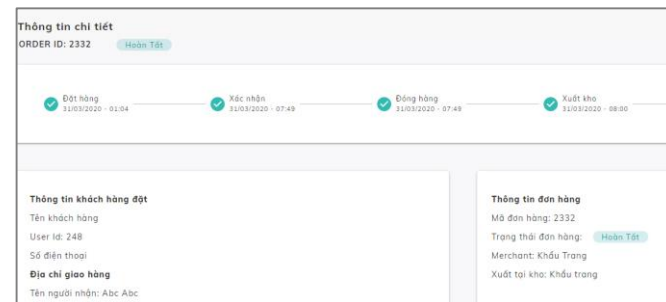 Thông tin chi tiết
ORDER ID: 2332 Hoàn Tất
Đặt hàng
31/03/2020 - 01:04
Xác nhận
31/03/2020 - 07:49
Đóng hàng
31/03/2020 - 07:49
Xuất kho
31/03/2020 - 08:00
Thông tin khách hàng đặt
Tên khách hàng
User Id: 248
Số điện thoại
Địa chỉ giao hàng
Tên người nhận: Abc Abc
Thông tin đơn hàng
Mã đơn hàng: 2332
Trạng thái đơn hàng: Hoàn Tất
Merchant: Khẩu Trang
Xuất tại kho: Khẩu trang